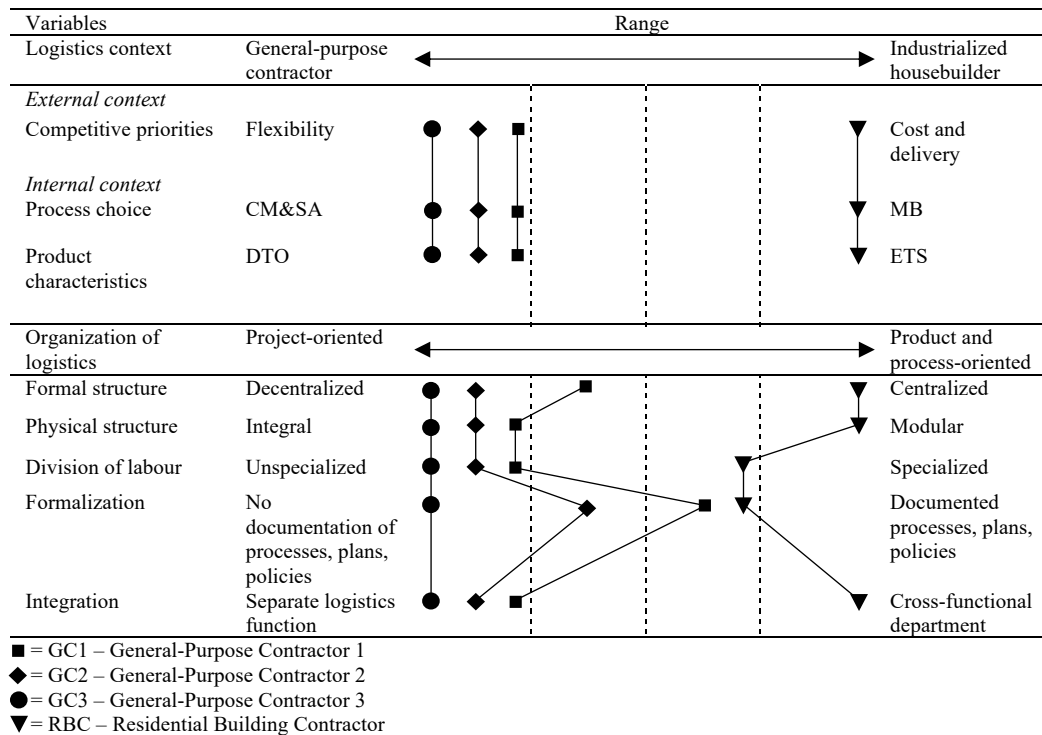 Variables Range
Logistics context General-purpose contractor Industrialized housebuilder
External context
Competitive priorities Flexibility Cost and delivery
Internal context
Process choice CM&SA MB
Product characteristics DTO ETS
Organization of logistics Project-oriented Product and process-oriented
Formal structure Decentralized Centralized
Physical structure Integral Modular
Division of labour Unspecialized Specialized
Formalization No documentation of processes, plans, policies Documented processes, plans, policies
Integration Separate logistics function Cross-functional department
■ = GC1 – General-Purpose Contractor 1
◆ = GC2 – General-Purpose Contractor 2
● = GC3 – General-Purpose Contractor 3
▼ = RBC – Residential Building Contractor